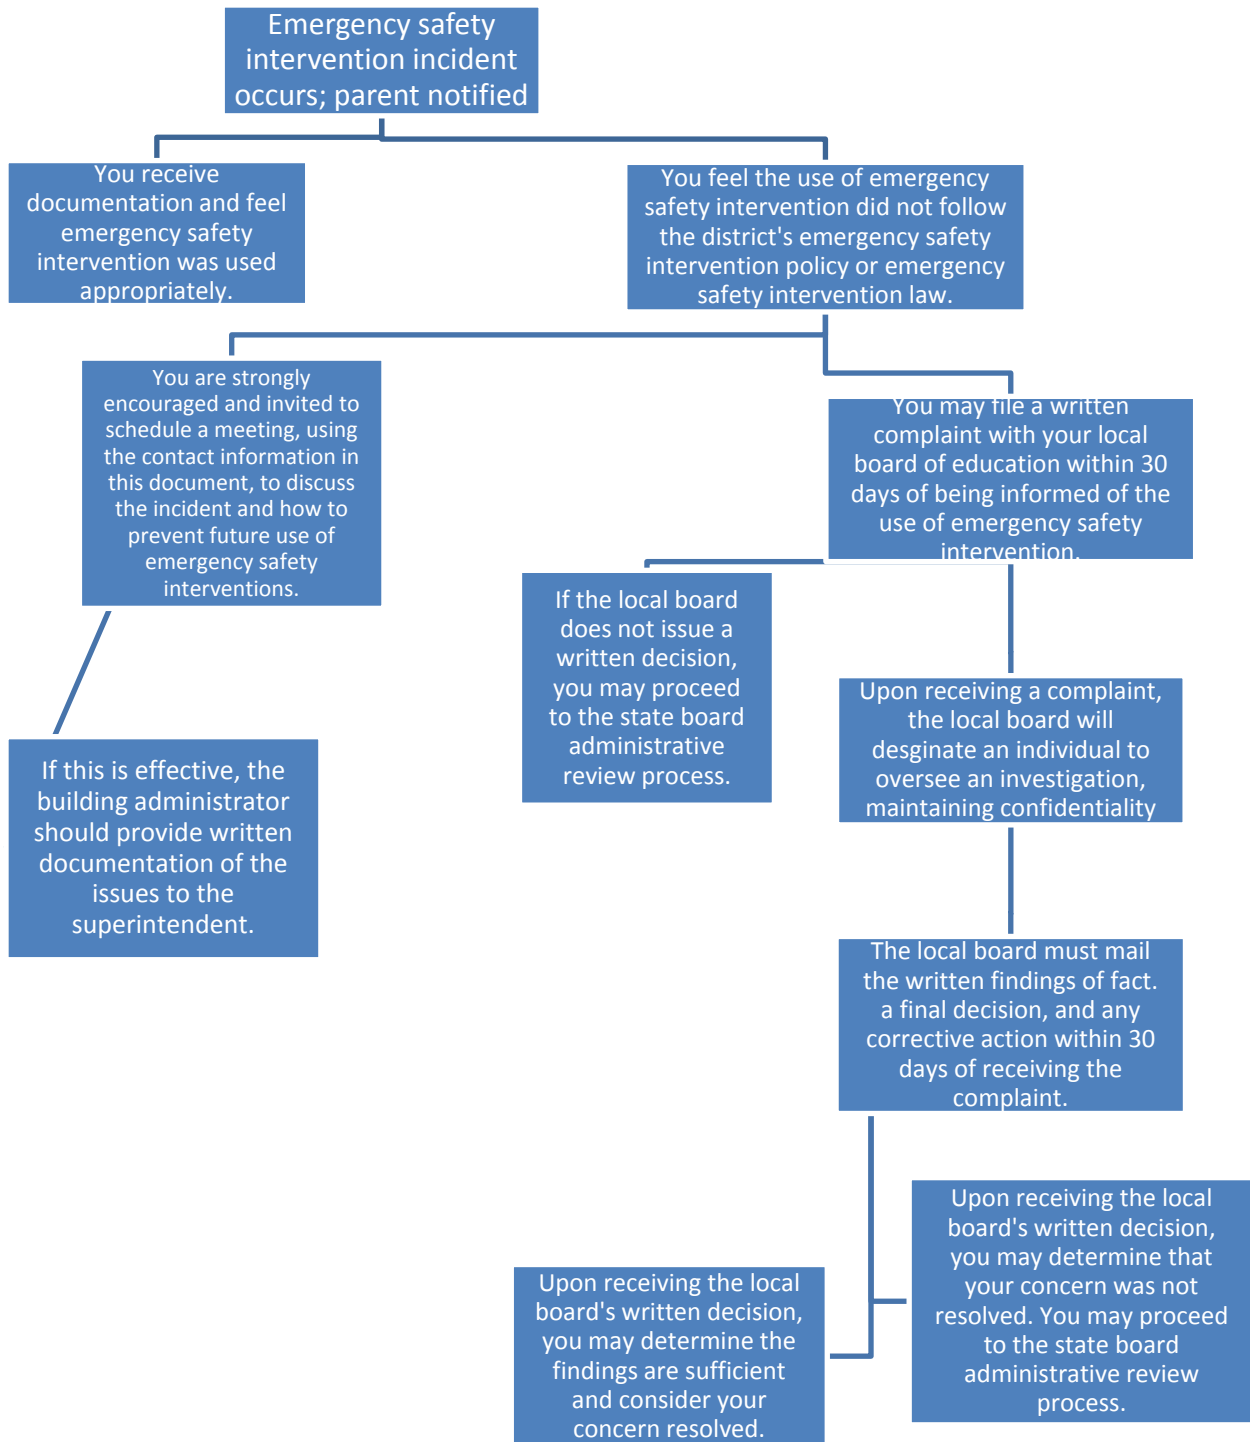 Emergency safety
intervention incident
occurs; parent notified
You receive
documentation and feel
emergency safety
intervention was used
appropriately.
You feel the use of emergency
safety intervention did not follow
the district's emergency safety
intervention policy or emergency
safety intervention law.
You are strongly
encouraged and invited to
schedule a meeting, using
the contact information in
this document, to discuss
the incident and how to
prevent future use of
emergency safety
interventions.
You may file a written
complaint with your local
board of education within 30
days of being informed of the
use of emergency safety
intervention.
If the local board
does not issue a
written decision,
you may proceed
to the state board
administrative
review process.
Upon receiving a complaint,
the local board will
desginate an individual to
oversee an investigation,
maintaining confidentiality
If this is effective, the
building administrator
should provide written
documentation of the
issues to the
superintendent.
The local board must mail
the written findings of fact.
a final decision, and any
corrective action within 30
days of receiving the
complaint.
Upon receiving the local
board's written decision,
you may determine that
your concern was not
resolved. You may proceed
to the state board
administrative review
process.
Upon receiving the local
board's written decision,
you may determine the
findings are sufficient
and consider your
concern resolved.